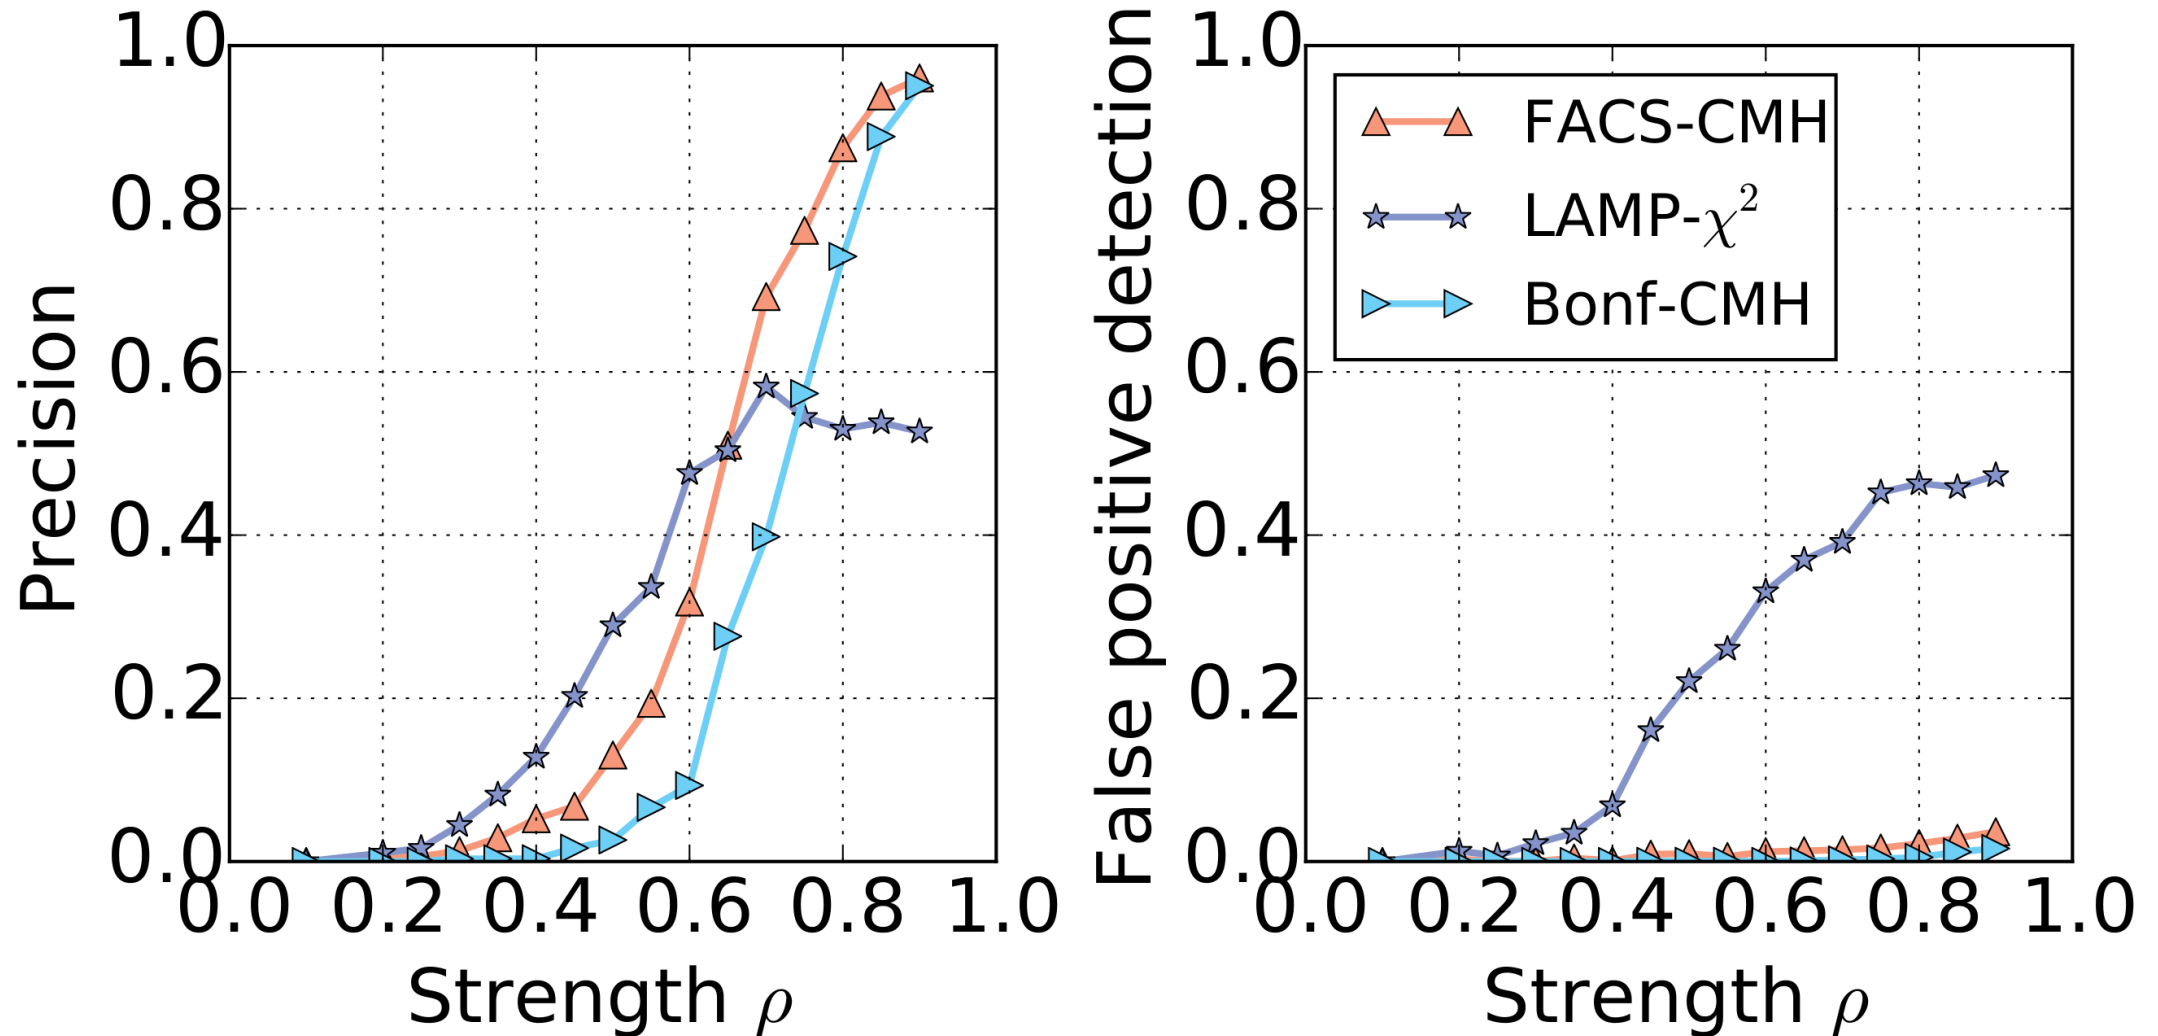 Precision
1.0
0.8
0.6
0.4
0.2
0.0
0.0 0.2 0.4 0.6 0.8 1.0
Strength ρ
False positive detection
1.0
0.8
0.6
0.4
0.2
0.0
0.0 0.2 0.4 0.6 0.8 1.0
Strength ρ
FACS-CMH
LAMP-χ²
Bonf-CMH